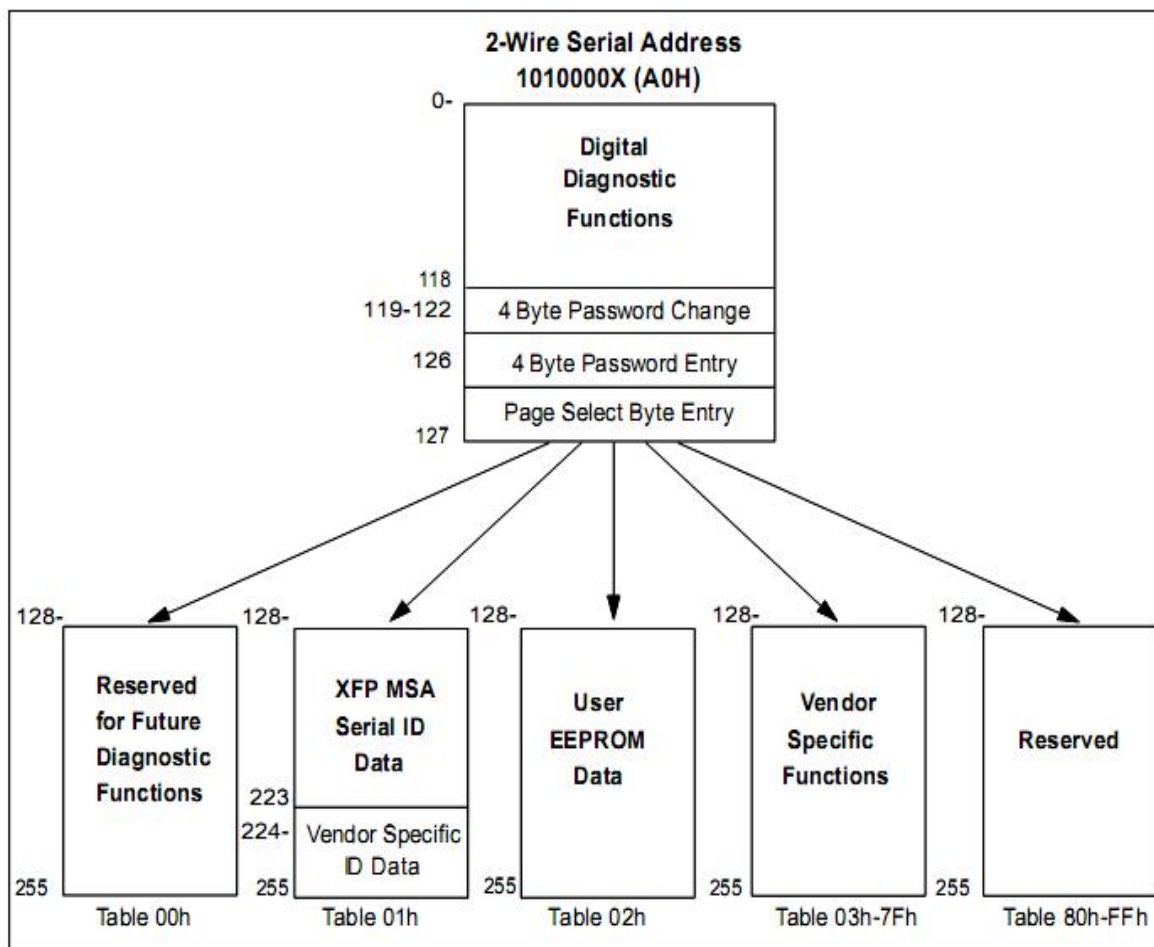 2-Wire Serial Address
1010000X (A0H)
0-
Digital
Diagnostic
Functions
118
119-122
4 Byte Password Change
126
4 Byte Password Entry
Page Select Byte Entry
127
128-
Reserved
for Future
Diagnostic
Functions
255
Table 00h
128-
XFP MSA
Serial ID
Data
223
224-
Vendor Specific
ID Data
255
Table 01h
128-
User
EEPROM
Data
255
Table 02h
128-
Vendor
Specific
Functions
255
Table 03h-7Fh
128-
Reserved
255
Table 80h-FFh